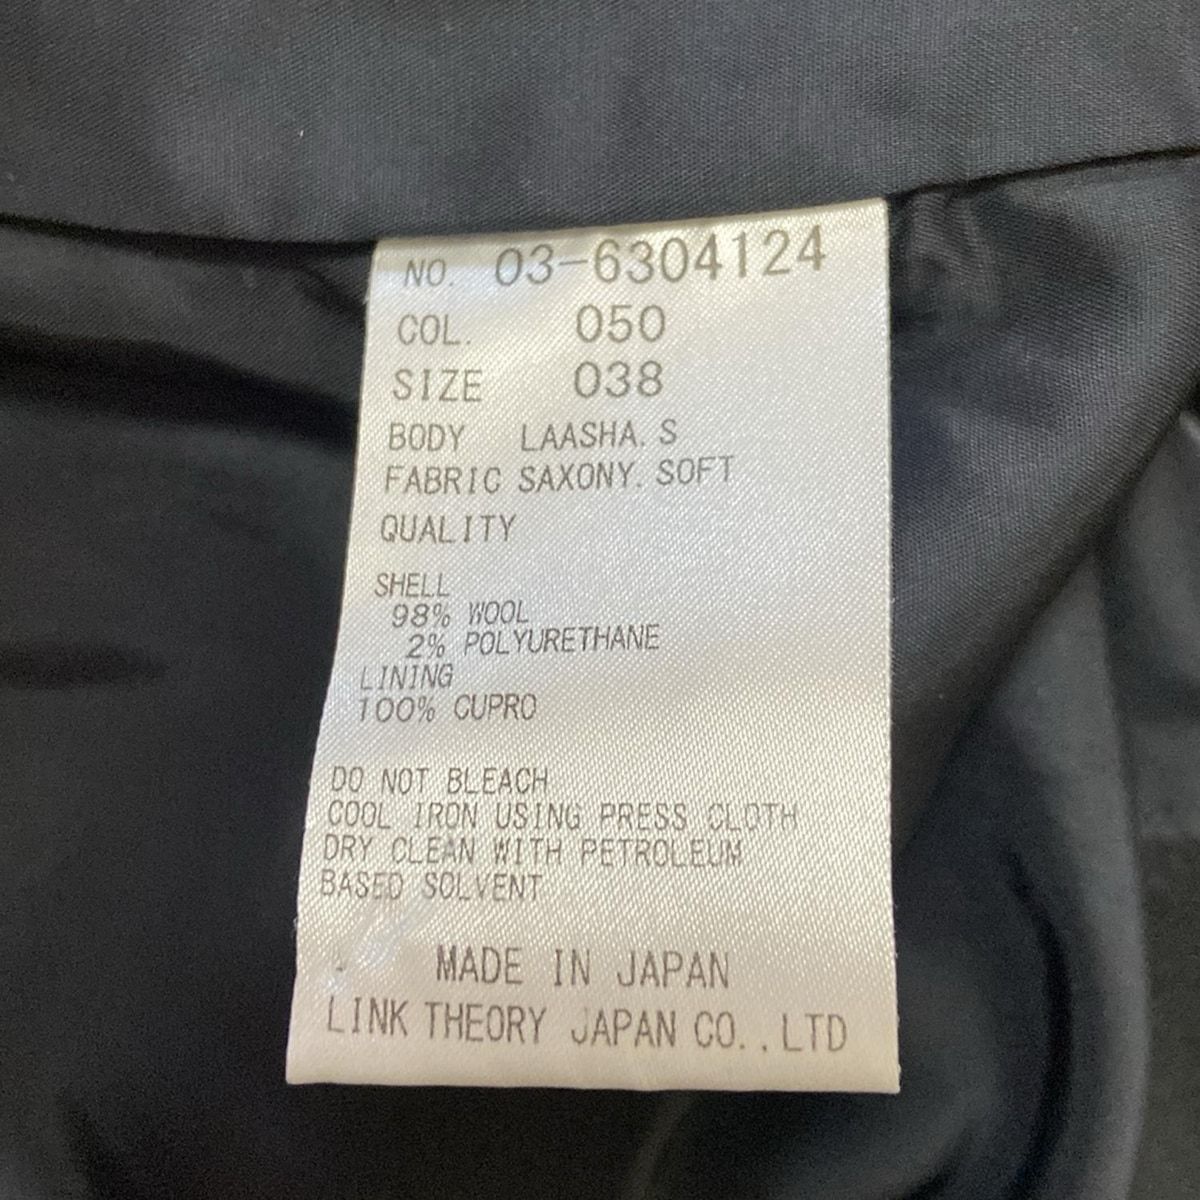 NO. 03-6304124
COL. 050
SIZE 038
BODY LAASHA. S
FABRIC SAXONY. SOFT
QUALITY
SHELL
98% WOOL
2% POLYURETHANE
LINING
100% CUPRO
DO NOT BLEACH
COOL IRON USING PRESS CLOTH
DRY CLEAN WITH PETROLEUM
BASED SOLVENT
MADE IN JAPAN
LINK THEORY JAPAN CO., LTD